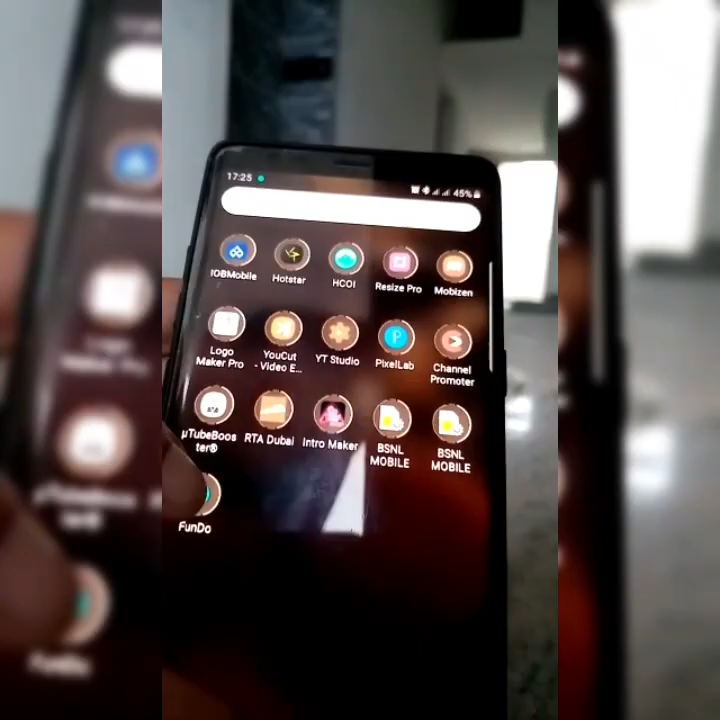 17:25
45%
IOBMobile
Hotstar
HCOI
Resize Pro
Mobizen
Logo
Maker Pro
YouCut
- Video E...
YT Studio
PixelLab
Channel
Promoter
µTubeBoos
ter®
RTA Dubai
Intro Maker
BSNL
MOBILE
BSNL
MOBILE
FunDo